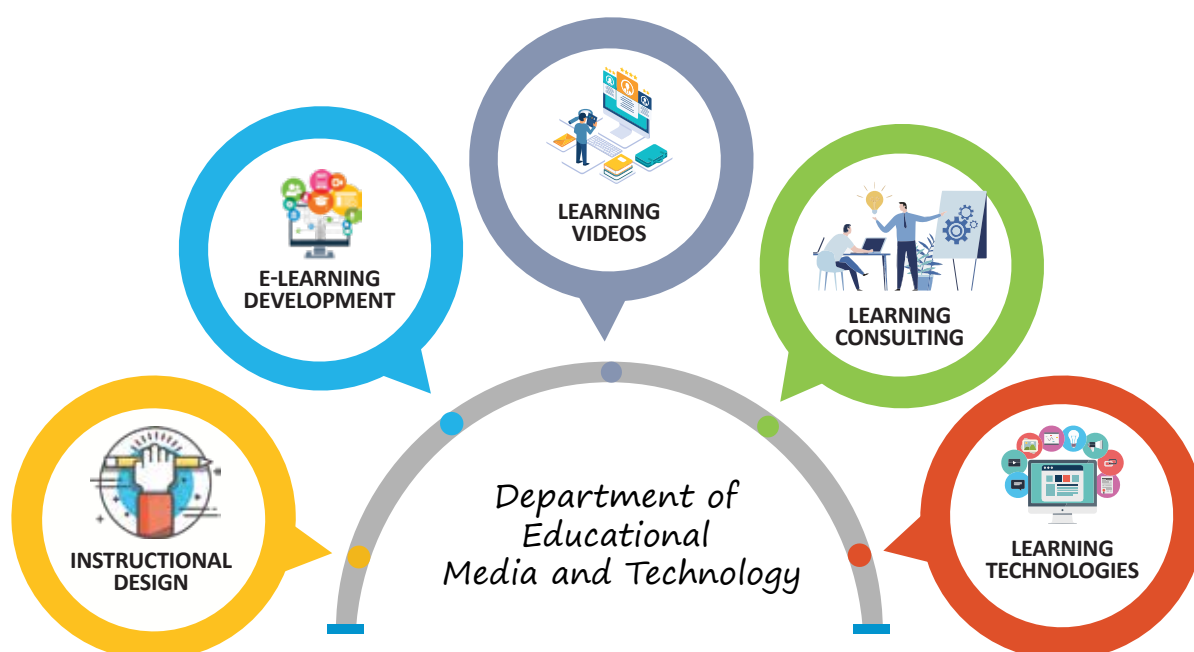 LEARNING
VIDEOS
E-LEARNING
DEVELOPMENT
LEARNING
CONSULTING
INSTRUCTIONAL
DESIGN
LEARNING
TECHNOLOGIES
Department of
Educational
Media and Technology